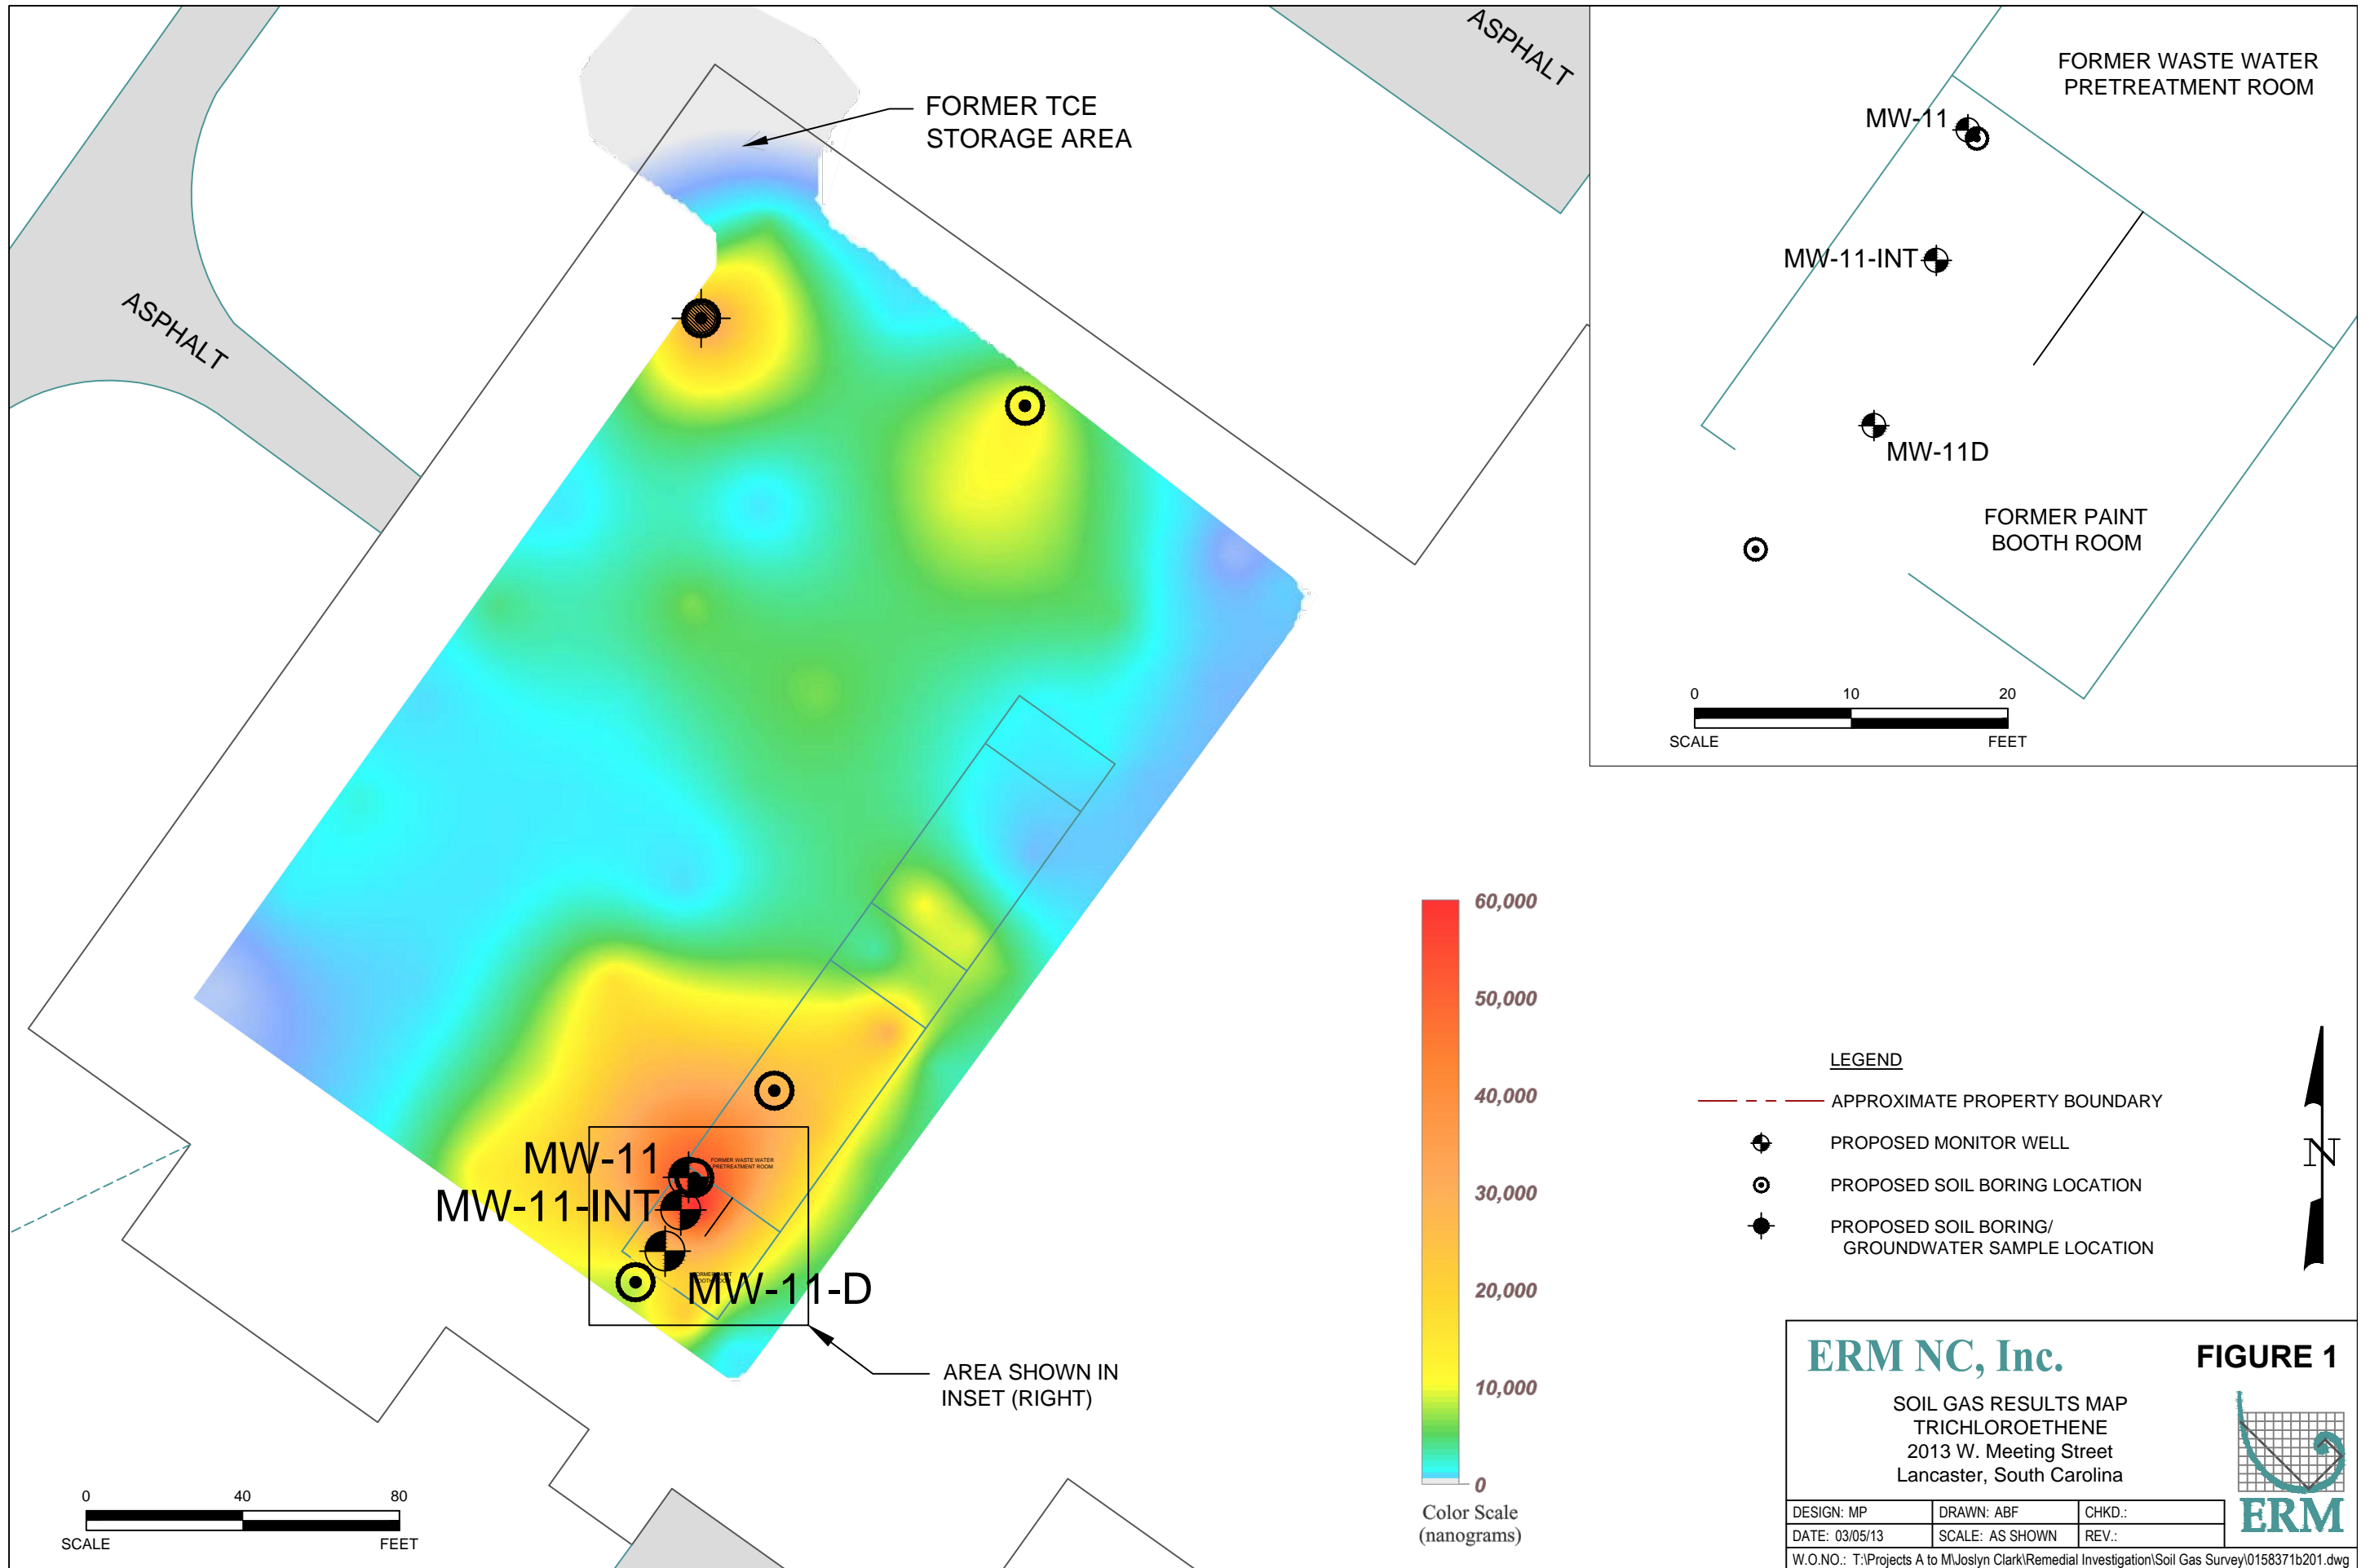 ASPHALT
ASPHALT
FORMER TCE
STORAGE AREA
FORMER WASTE WATER
PRETREATMENT ROOM
MW-11
MW-11-INT
MW-11D
FORMER PAINT
BOOTH ROOM
0 10 20
SCALE FEET
MW-11
FORMER WASTE WATER
PRETREATMENT ROOM
MW-11-INT
MW-11-D
AREA SHOWN IN
INSET (RIGHT)
0 40 80
SCALE FEET
60,000
50,000
40,000
30,000
20,000
10,000
0
Color Scale
(nanograms)
LEGEND
APPROXIMATE PROPERTY BOUNDARY
PROPOSED MONITOR WELL
PROPOSED SOIL BORING LOCATION
PROPOSED SOIL BORING/
GROUNDWATER SAMPLE LOCATION
N
ERM NC, Inc.
FIGURE 1
SOIL GAS RESULTS MAP
TRICHLOROETHENE
2013 W. Meeting Street
Lancaster, South Carolina
ERM
DESIGN: MP DRAWN: ABF CHKD.:
DATE: 03/05/13 SCALE: AS SHOWN REV.:
W.O.NO.: T:\Projects A to M\Joslyn Clark\Remedial Investigation\Soil Gas Survey\0158371b201.dwg